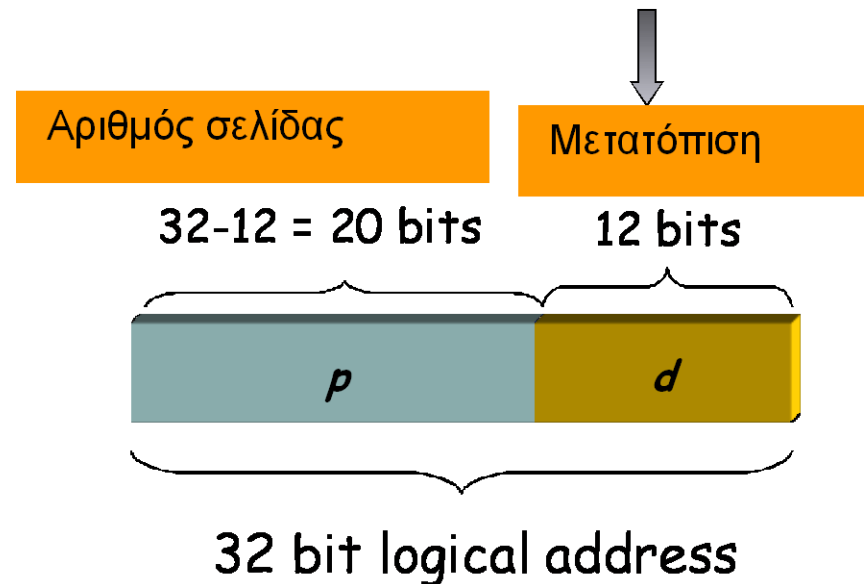 Αριθμός σελίδας
Μετατόπιση
32-12 = 20 bits
12 bits
p
d
32 bit logical address